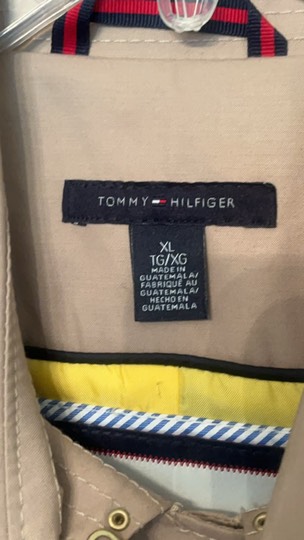 TOMMY HILFIGER
XL
TG/XG
MADE IN
GUATEMALA/
FABRIQUÉ AU
GUATEMALA/
HECHO EN
GUATEMALA